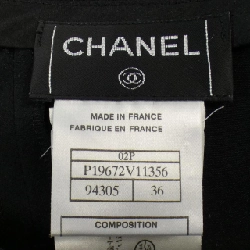 CHANEL
MADE IN FRANCE
FABRIQUE EN FRANCE
02P
P19672V11356
94305 36
COMPOSITION